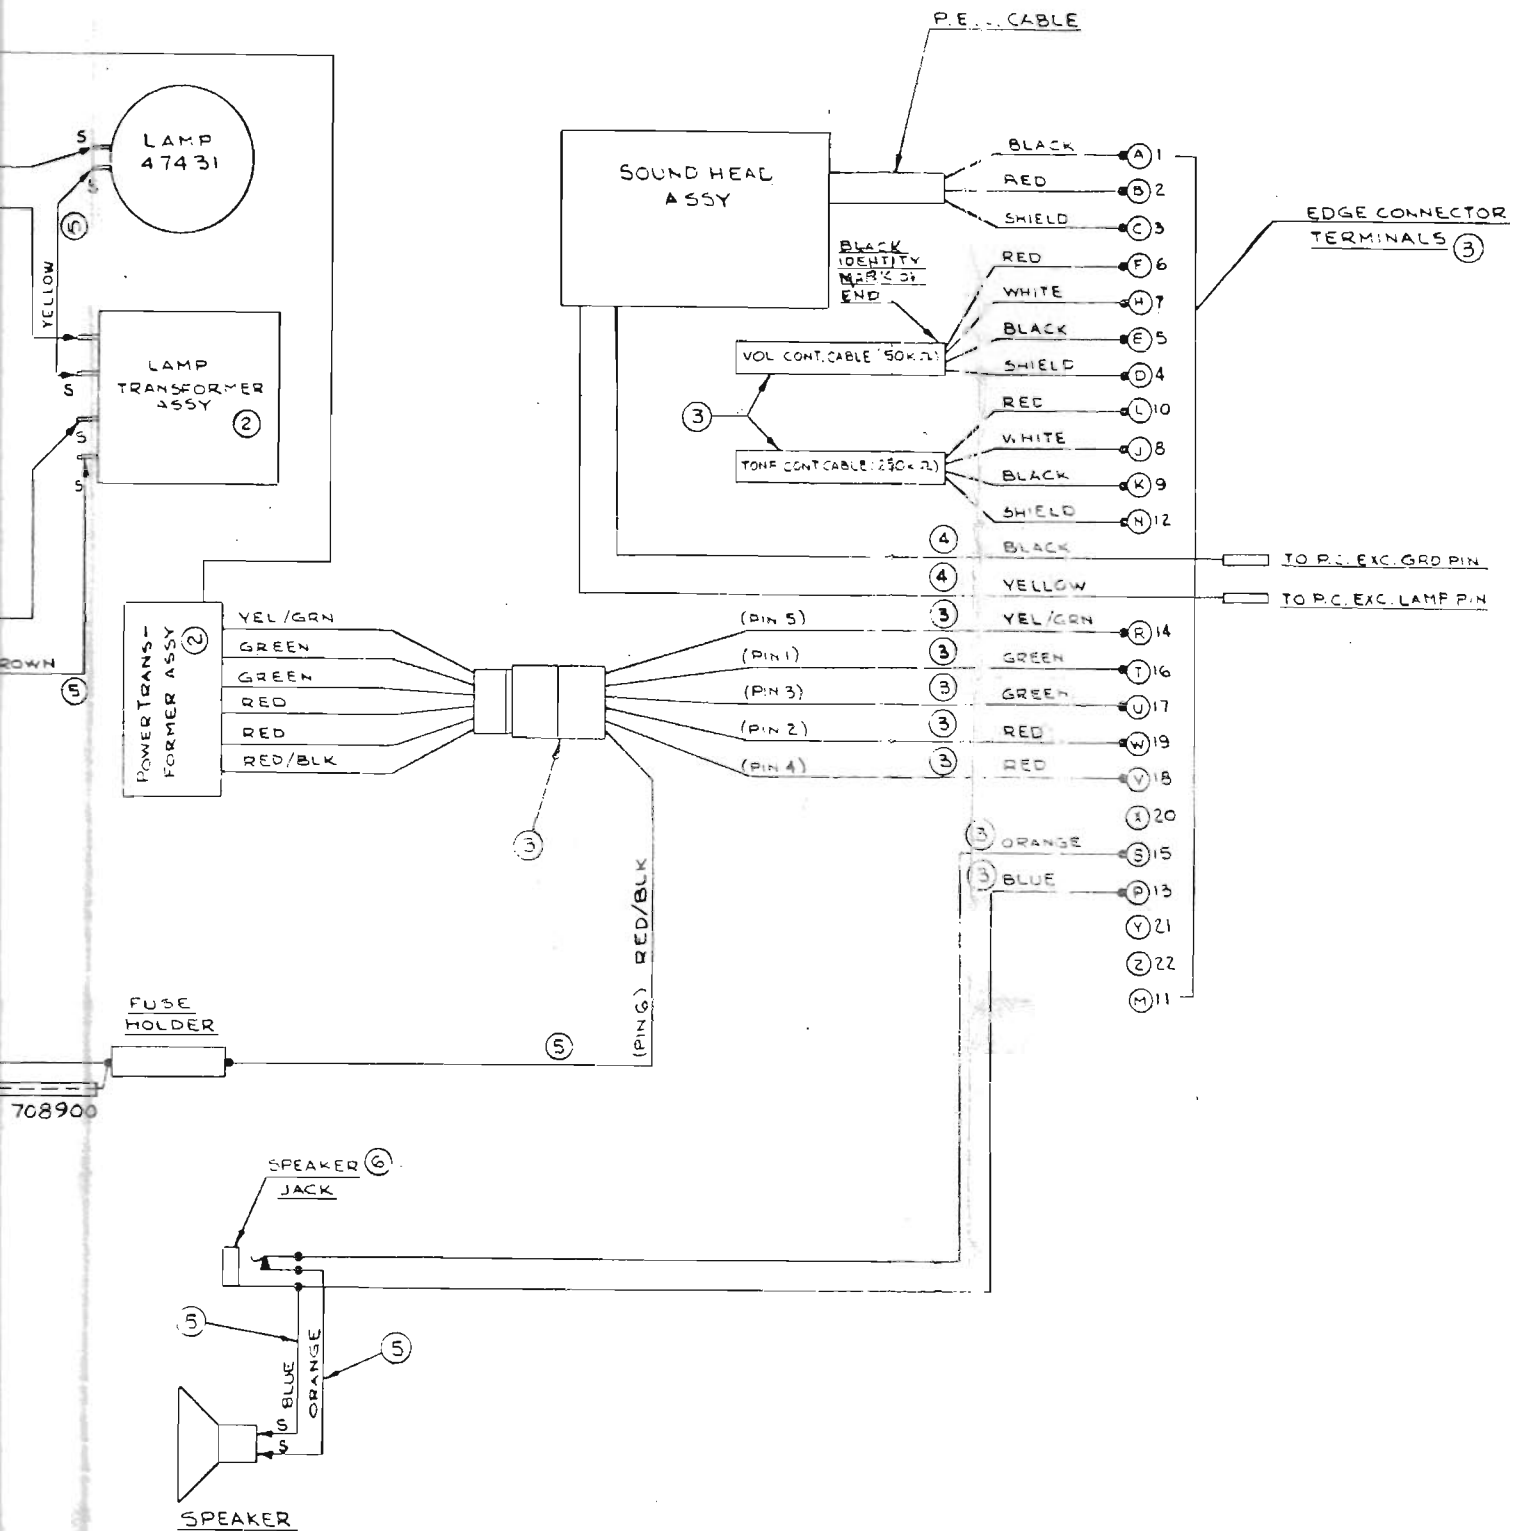 P.E. CABLE
LAMP
47431
S
S
5
YELLOW
S
LAMP
TRANSFORMER
ASSY 2
S
S
ROWN
5
SOUND HEAD
ASSY
BLACK A 1
RED B 2
SHIELD C 3
EDGE CONNECTOR
TERMINALS 3
BLACK
IDENTITY
MARK
END
RED F 6
WHITE H 7
BLACK E 5
SHIELD D 4
VOL CONT. CABLE (50K Ω)
3
RED L 10
WHITE J 8
BLACK K 9
SHIELD N 12
TONE CONT CABLE (250K Ω)
4 BLACK
TO P.C. EXC. GRD PIN
4 YELLOW
TO P.C. EXC. LAMP PIN
POWER TRANS-
FORMER ASSY 2
YEL/GRN
GREEN
GREEN
RED
RED
RED/BLK
3
(PIN 5) 3 YEL/GRN R 14
(PIN 1) 3 GREEN T 16
(PIN 3) 3 GREEN U 17
(PIN 2) 3 RED W 19
(PIN 4) 3 RED V 18
X 20
3 ORANGE S 15
3 BLUE P 13
Y 21
Z 22
M 11
(PIN 6) RED/BLK
FUSE
HOLDER
5
708900
SPEAKER 6
JACK
5
5
BLUE
ORANGE
S
S
SPEAKER